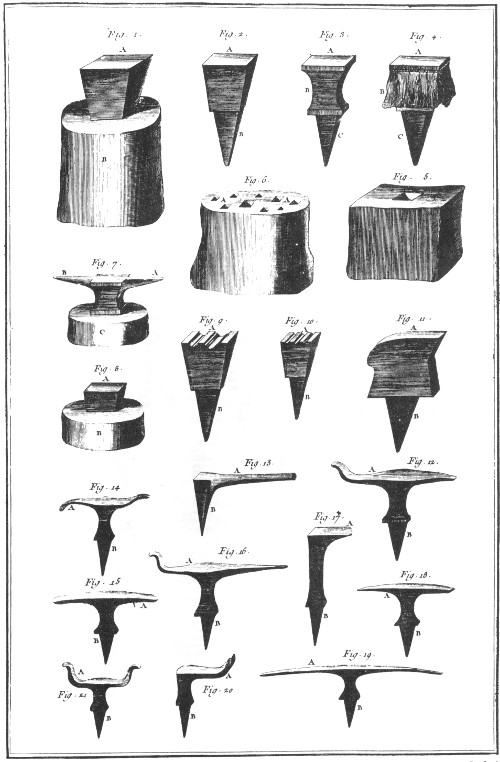 Fig. 1. Fig. 2. Fig. 3. Fig. 4.
A A A A
B B
B B C C
Fig. 6. Fig. 5.
A A
Fig. 7.
B A
C
Fig. 9. Fig. 10. Fig. 11.
A A A
Fig. 8.
A
B
B B B
Fig. 13. Fig. 12.
A A
Fig. 14.
A
B B B
Fig. 17.
A
Fig. 16.
A
Fig. 15. Fig. 18.
A A
B B B B
Fig. 19.
A
Fig. 21. Fig. 20.
A A
B B B